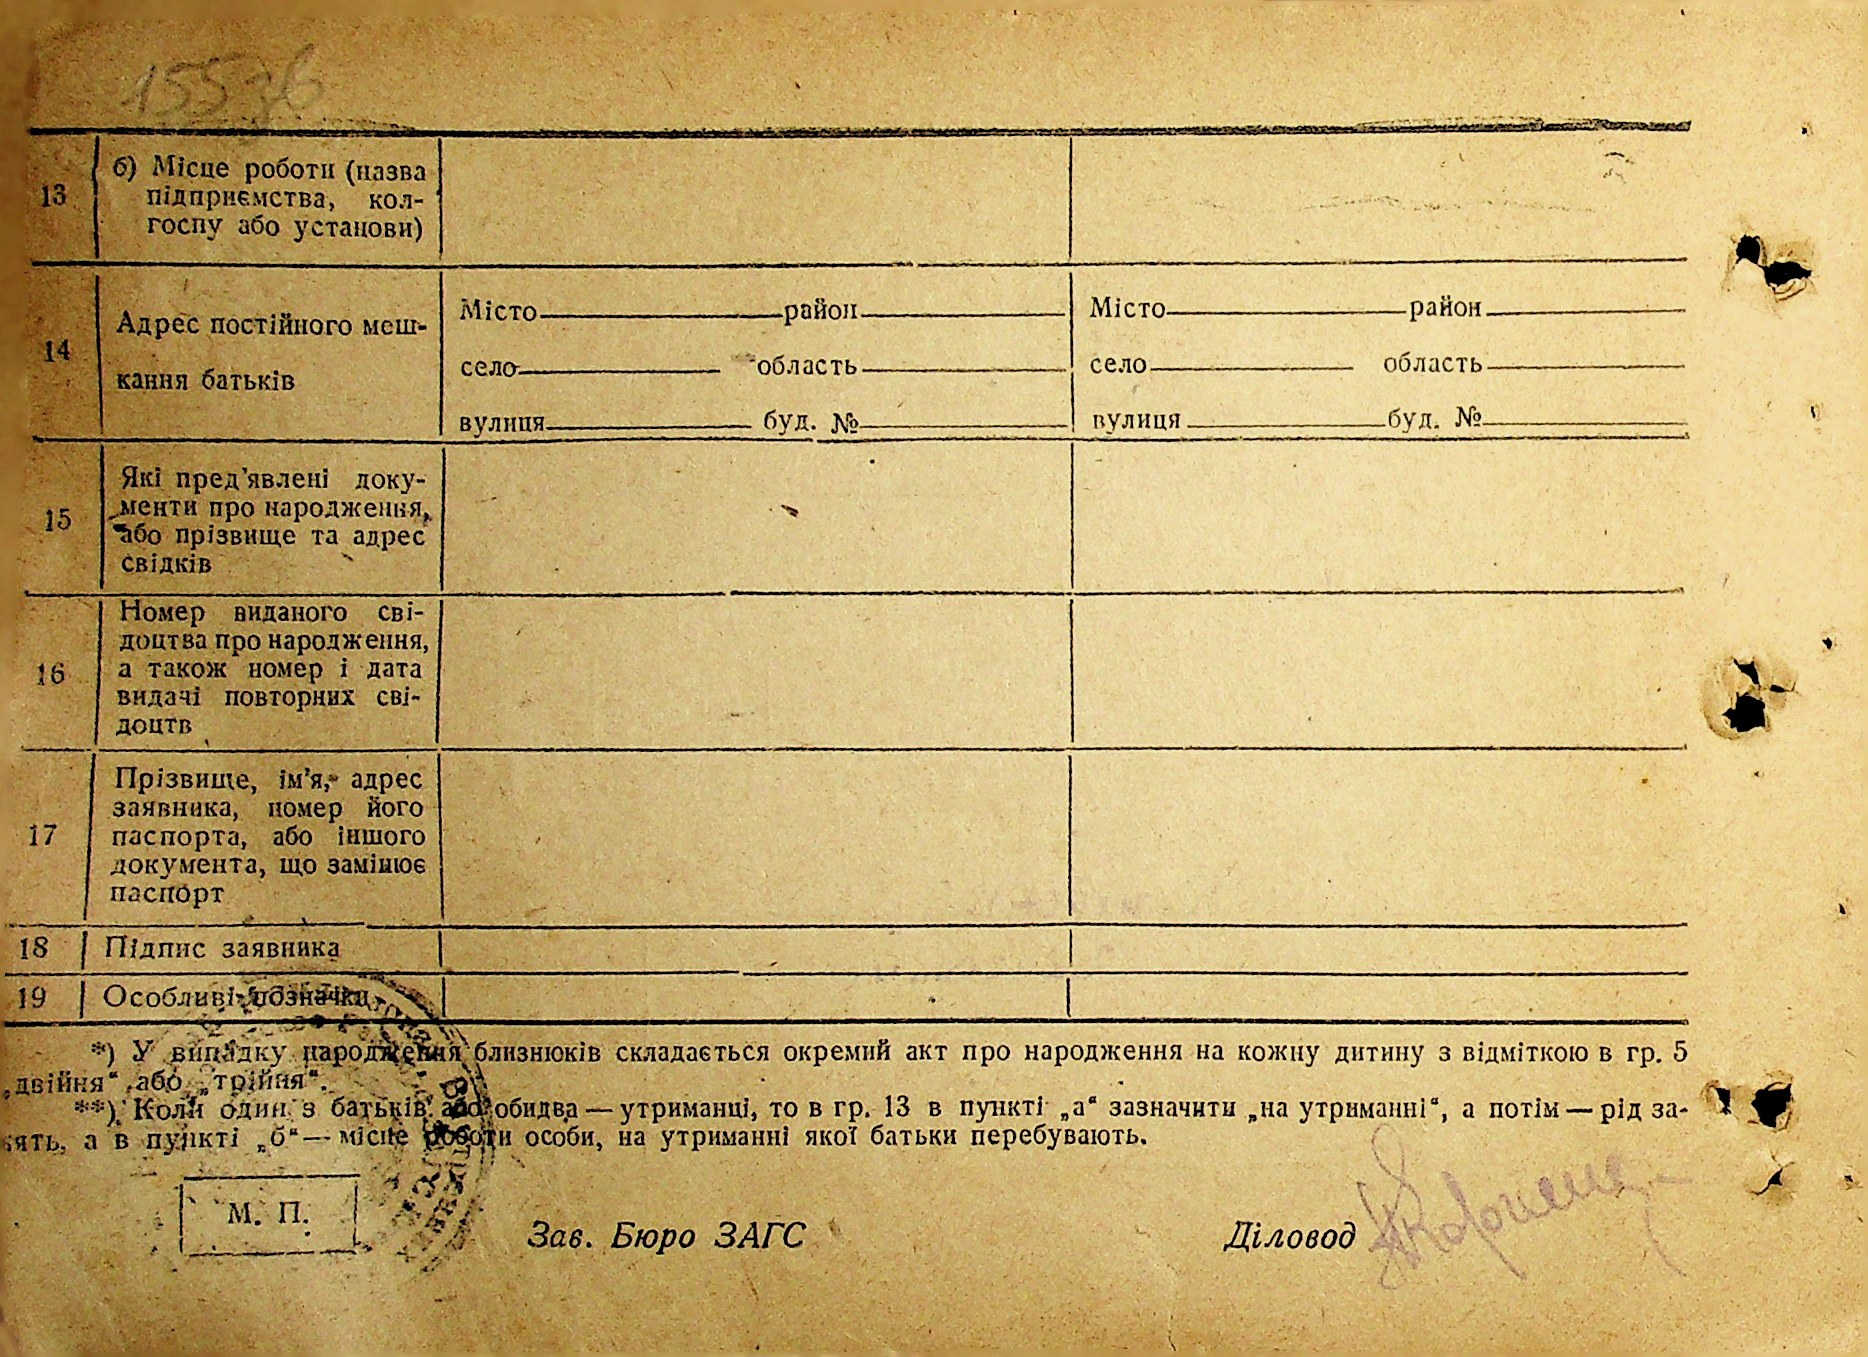 13 б) Місце роботи (назва
підприємства, кол-
госпу або установи)
14 Адрес постійного меш-
кання батьків
Місто район
село область
вулиця буд. №
Місто район
село область
вулиця буд. №
15 Які пред'явлені доку-
менти про народження,
або прізвище та адрес
свідків
16 Номер виданого сві-
доцтва про народження,
а також номер і дата
видачі повторних сві-
доцтв
17 Прізвище, ім'я, адрес
заявника, номер його
паспорта, або іншого
документа, що замінює
паспорт
18 Підпис заявника
19 Особливі позначки
*) У випадку народження близнюків складається окремий акт про народження на кожну дитину з відміткою в гр. 5
„двійня“ або „трійня“.
**) Коли один з батьків або обидва — утриманці, то в гр. 13 в пункті „а“ зазначити „на утриманні“, а потім — рід за-
нять, а в пункті „б“ — місце роботи особи, на утриманні якої батьки перебувають.
М. П.
Зав. Бюро ЗАГС
Діловод